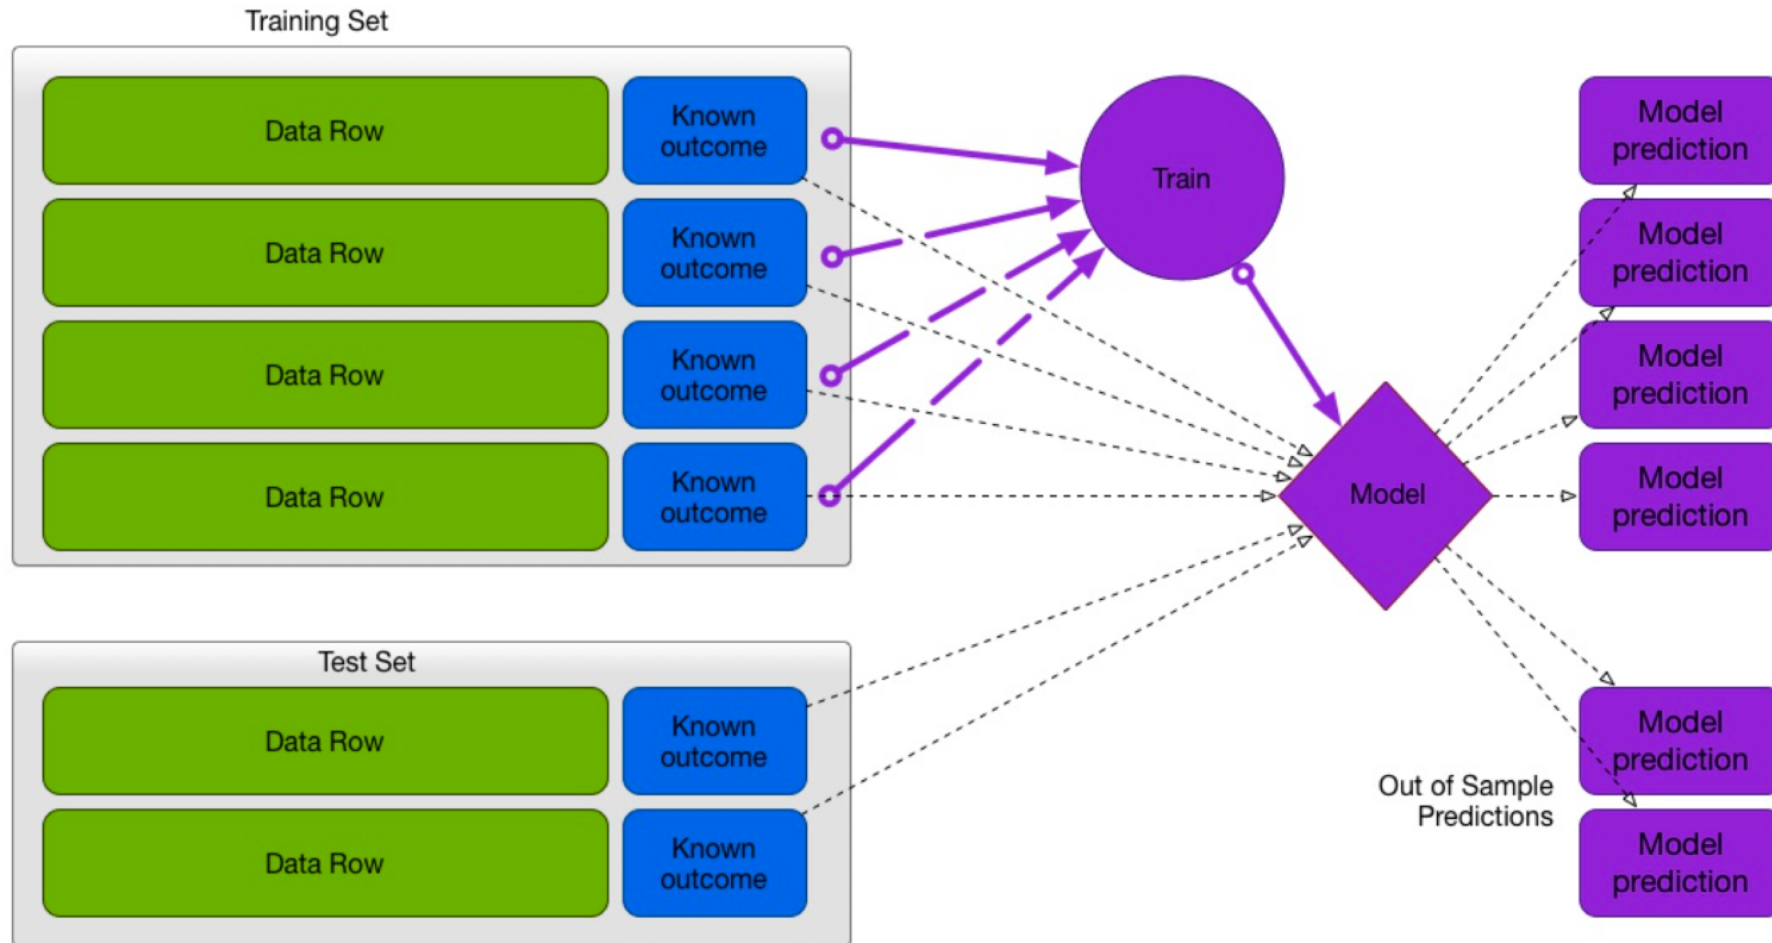 Training Set
Data Row
Known
outcome
Data Row
Known
outcome
Data Row
Known
outcome
Data Row
Known
outcome
Train
Model
Model
prediction
Model
prediction
Model
prediction
Model
prediction
Test Set
Data Row
Known
outcome
Data Row
Known
outcome
Out of Sample
Predictions
Model
prediction
Model
prediction